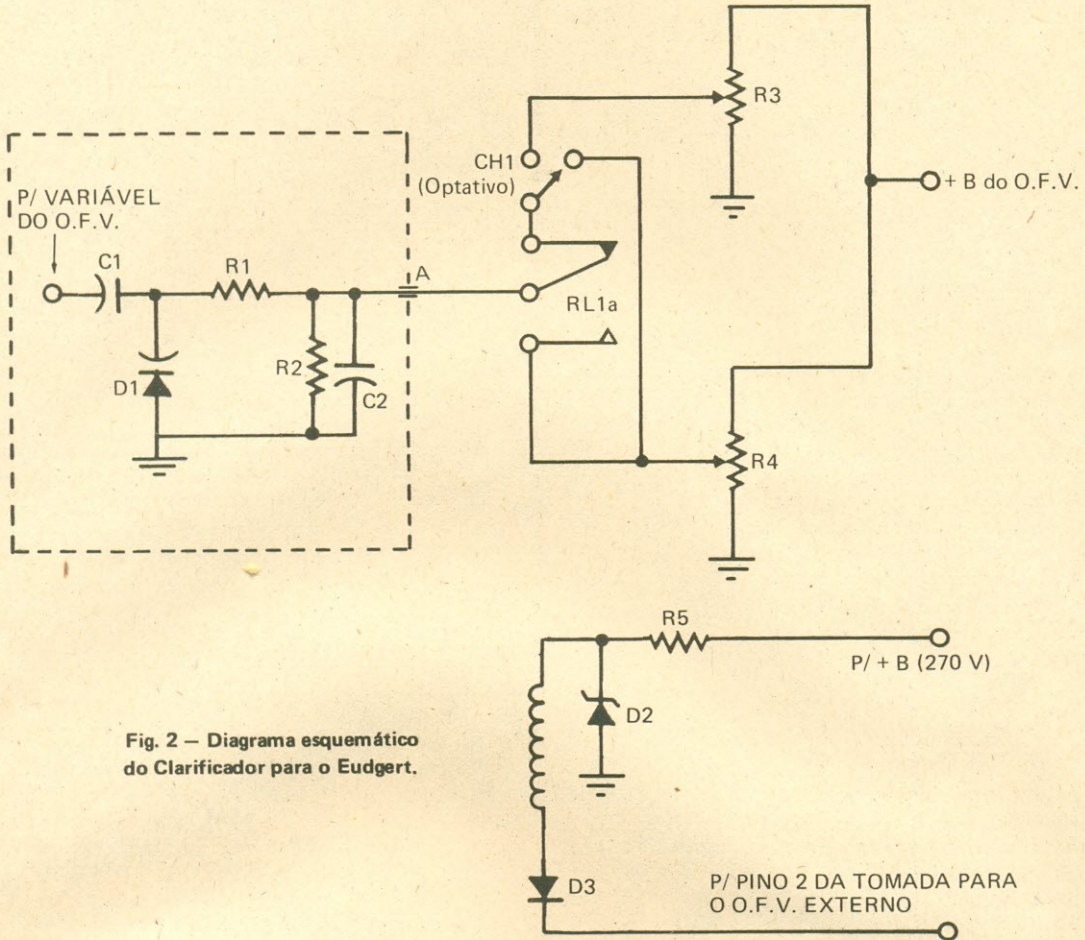 R3
CH1
(Optativo)
+ B do O.F.V.
P/ VARIÁVEL
DO O.F.V.
C1
R1
A
RL1a
D1
R2
C2
R4
R5
P/ + B (270 V)
D2
Fig. 2 — Diagrama esquemático
do Clarificador para o Eudgert.
D3
P/ PINO 2 DA TOMADA PARA
O O.F.V. EXTERNO